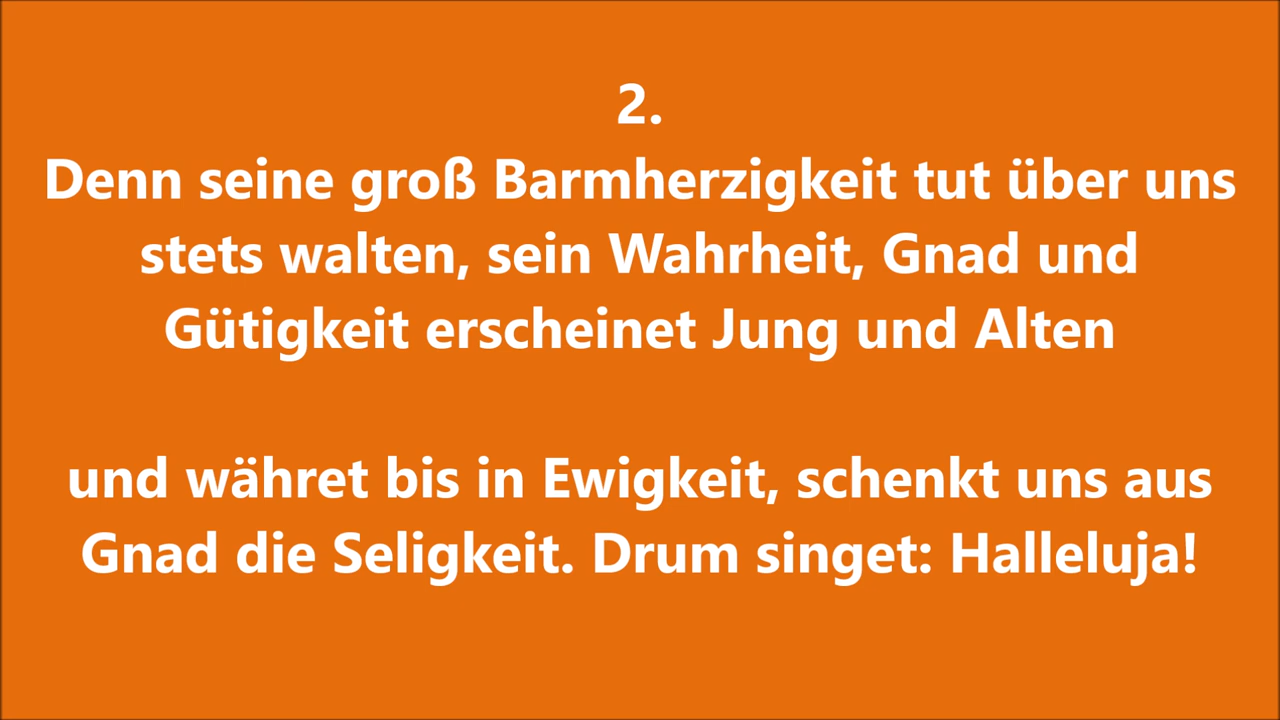 2.
Denn seine groß Barmherzigkeit tut über uns
stets walten, sein Wahrheit, Gnad und
Gütigkeit erscheinet Jung und Alten
und währet bis in Ewigkeit, schenkt uns aus
Gnad die Seligkeit. Drum singet: Halleluja!